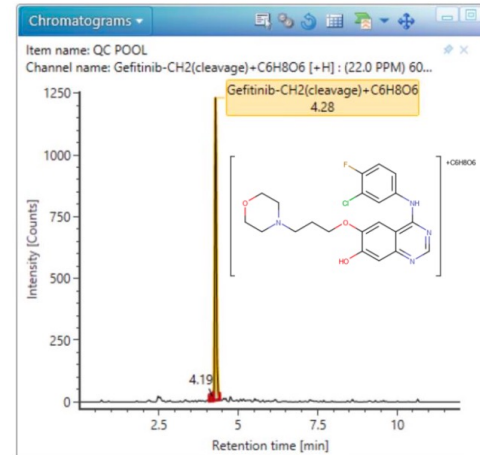 Chromatograms
Item name: QC POOL
Channel name: Gefitinib-CH2(cleavage)+C6H8O6 [+H] : (22.0 PPM) 60...
1250
Gefitinib-CH2(cleavage)+C6H8O6
4.28
1000
750
500
250
0
Intensity [Counts]
4.19
2.5
5
7.5
10
Retention time [min]
+C6H8O6
F
Cl
NH
O
N
O
N
HO
N